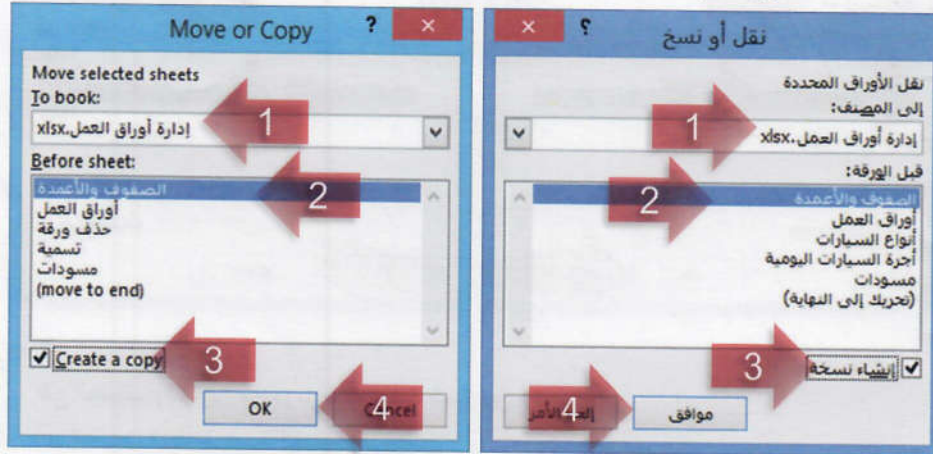 Move or Copy
?
×
Move selected sheets
To book:
إدارة أوراق العمل.xlsx
1
Before sheet:
الصفوف والأعمدة
2
أوراق العمل
حذف ورقة
تسمية
مسودات
(move to end)
Create a copy
3
OK
4
×
؟
نقل أو نسخ
نقل الأوراق المحددة
إلى المصنف:
إدارة أوراق العمل.xlsx
1
قبل الورقة:
الصفوف والأعمدة
2
أوراق العمل
أنواع السيارات
أجرة السيارات اليومية
مسودات
(تحريك إلى النهاية)
إنشاء نسخة
3
موافق
4